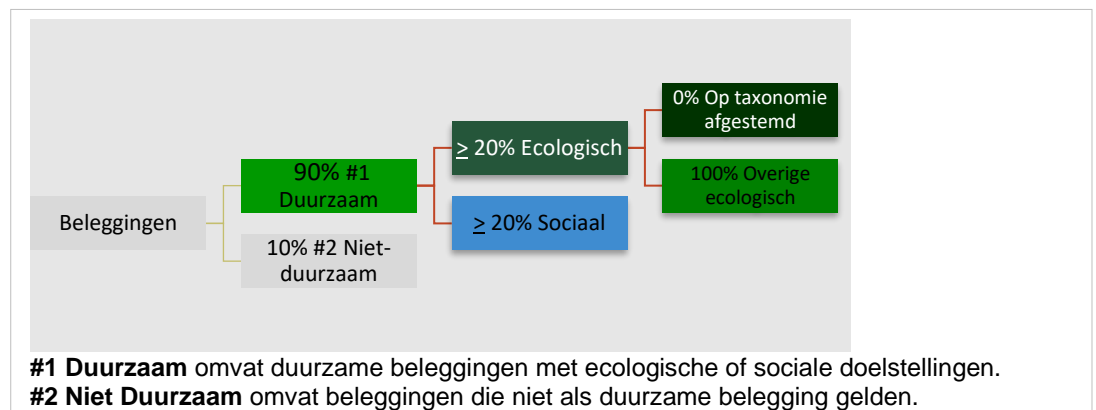 Beleggingen
90% #1
Duurzaam
10% #2 Niet-
duurzaam
> 20% Ecologisch
> 20% Sociaal
0% Op taxonomie
afgestemd
100% Overige
ecologisch
#1 Duurzaam omvat duurzame beleggingen met ecologische of sociale doelstellingen.
#2 Niet Duurzaam omvat beleggingen die niet als duurzame belegging gelden.